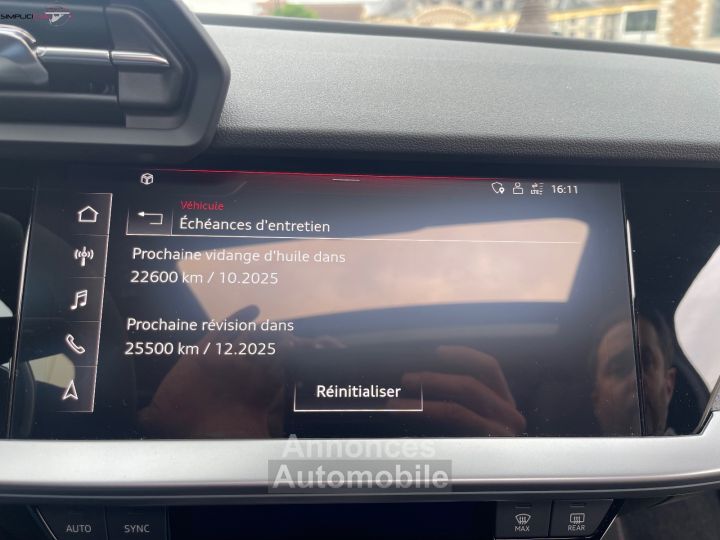 SIMPLICI
16:11
Véhicule
Échéances d'entretien
Prochaine vidange d'huile dans
22600 km / 10.2025
Prochaine révision dans
25500 km / 12.2025
Réinitialiser
Annonces
Automobile
AUTO
SYNC
MAX
REAR